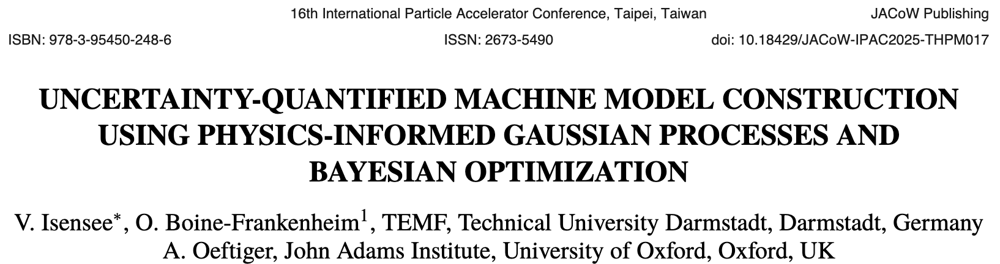 16th International Particle Accelerator Conference, Taipei, Taiwan JACoW Publishing
ISBN: 978-3-95450-248-6 ISSN: 2673-5490 doi: 10.18429/JACoW-IPAC2025-THPM017
UNCERTAINTY-QUANTIFIED MACHINE MODEL CONSTRUCTION
USING PHYSICS-INFORMED GAUSSIAN PROCESSES AND
BAYESIAN OPTIMIZATION
V. Isensee*, O. Boine-Frankenheim¹, TEMF, Technical University Darmstadt, Darmstadt, Germany
A. Oeftiger, John Adams Institute, University of Oxford, Oxford, UK